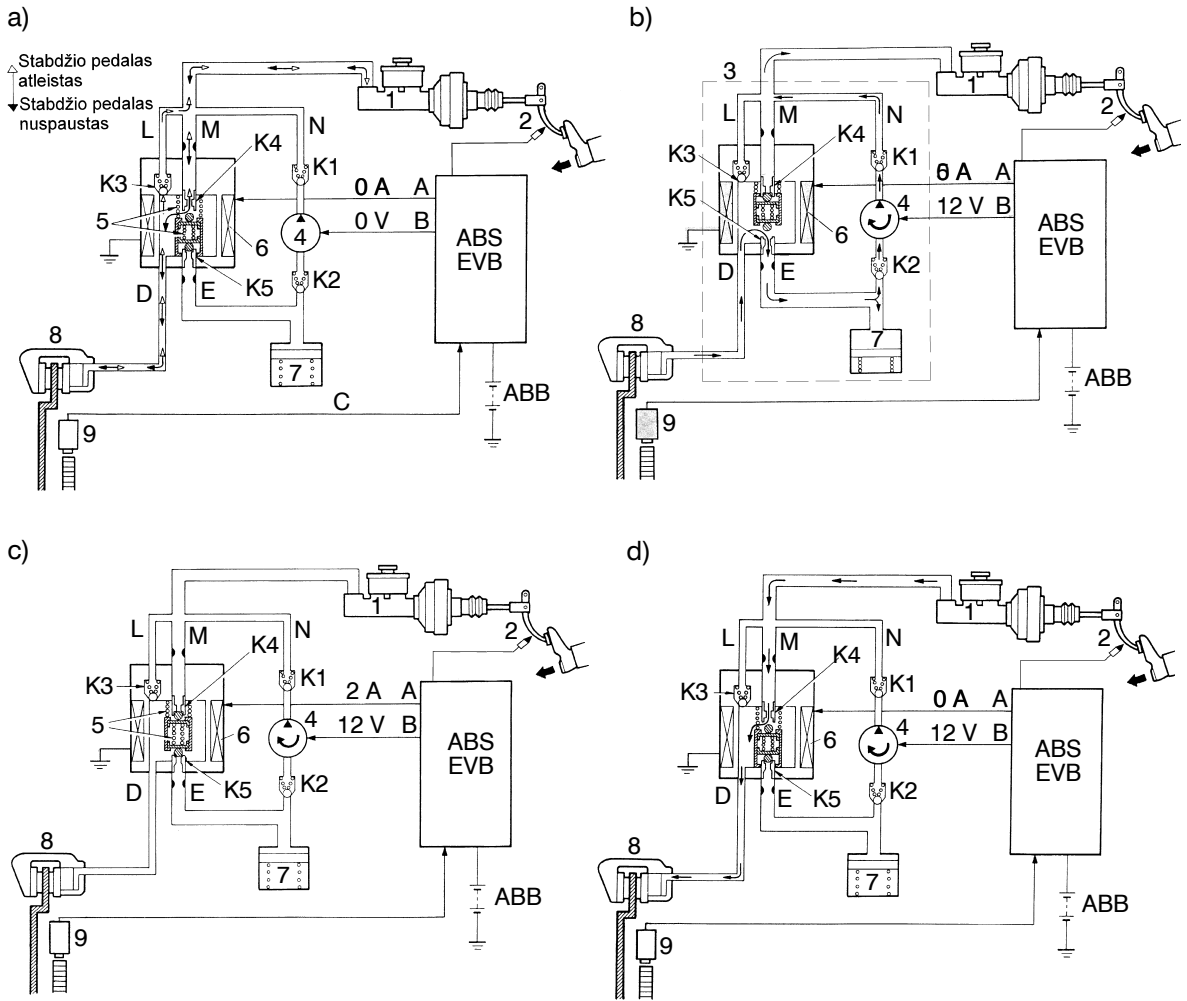 a)
Stabdžio pedalas
atleistas
Stabdžio pedalas
nuspaustas
1
2
L
M
N
K4
K1
K3
5
0 A
A
0 V
B
4
6
ABS
EVB
K2
K5
D
E
8
7
ABB
C
9
b)
3
1
2
L
M
N
K4
K1
K3
A
K5
4
12 V
B
6
ABS
EVB
K2
D
E
8
7
ABB
9
c)
1
2
L
M
N
K4
K1
K3
2 A
A
5
4
12 V
B
6
ABS
EVB
D
E
K5
K2
8
7
ABB
9
d)
1
2
L
M
N
K4
K1
K3
0 A
A
5
4
12 V
B
6
ABS
EVB
D
E
K5
K2
8
7
ABB
9